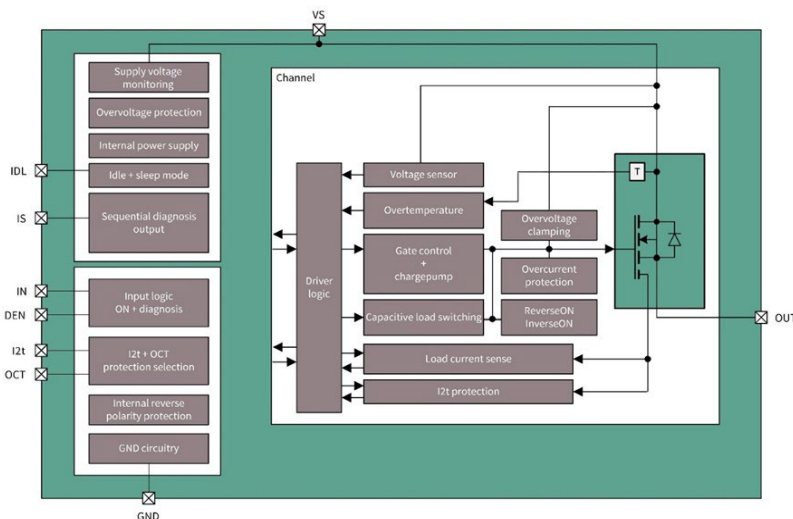 VS
Supply voltage
monitoring
Overvoltage protection
Internal power supply
IDL
Idle + sleep mode
IS
Sequential diagnosis
output
IN
DEN
Input logic
ON + diagnosis
I2t
OCT
I2t + OCT
protection selection
Internal reverse
polarity protection
GND circuitry
GND
Channel
Driver
logic
Voltage sensor
Overtemperature
Gate control
+
chargepump
Capacitive load switching
Load current sense
I2t protection
Overvoltage
clamping
Overcurrent
protection
ReverseON
InverseON
T
OUT